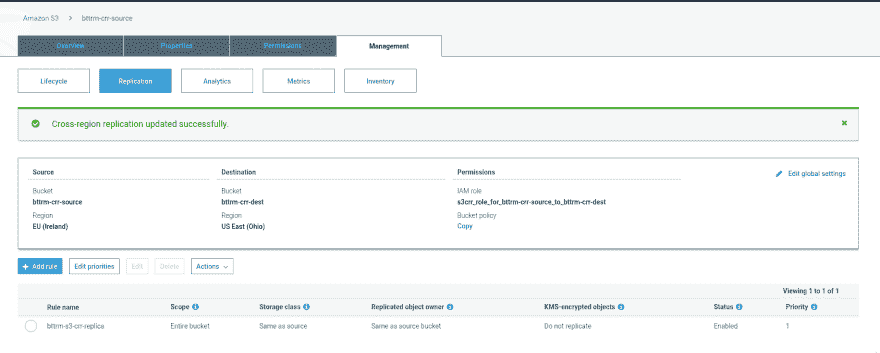 Amazon S3 > bttrm-crr-source
Overview Properties Permissions Management
Lifecycle Replication Analytics Metrics Inventory
Cross-region replication updated successfully.
Source Destination Permissions
Edit global settings
Bucket Bucket IAM role
bttrm-crr-source bttrm-crr-dest s3crr_role_for_bttrm-crr-source_to_bttrm-crr-dest
Region Region Bucket policy
EU (Ireland) US East (Ohio) Copy
+ Add rule Edit priorities Edit Delete Actions
Viewing 1 to 1 of 1
Rule name Scope Storage class Replicated object owner KMS-encrypted objects Status Priority
bttrm-s3-crr-replica Entire bucket Same as source Same as source bucket Do not replicate Enabled 1